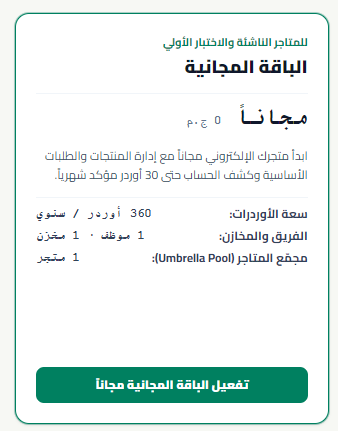 للمتاجر الناشئة والاختبار الأولي
الباقة المجانية
مجاناً 0 ج.م
ابدأ متجرك الإلكتروني مجاناً مع إدارة المنتجات والطلبات
الأساسية وكشف الحساب حتى 30 أوردر مؤكد شهرياً.
سعة الأوردرات: 360 أوردر / سنوي
الفريق والمخازن: 1 موظف · 1 مخزن
مجمّع المتاجر (Umbrella Pool): 1 متجر
تفعيل الباقة المجانية مجاناً